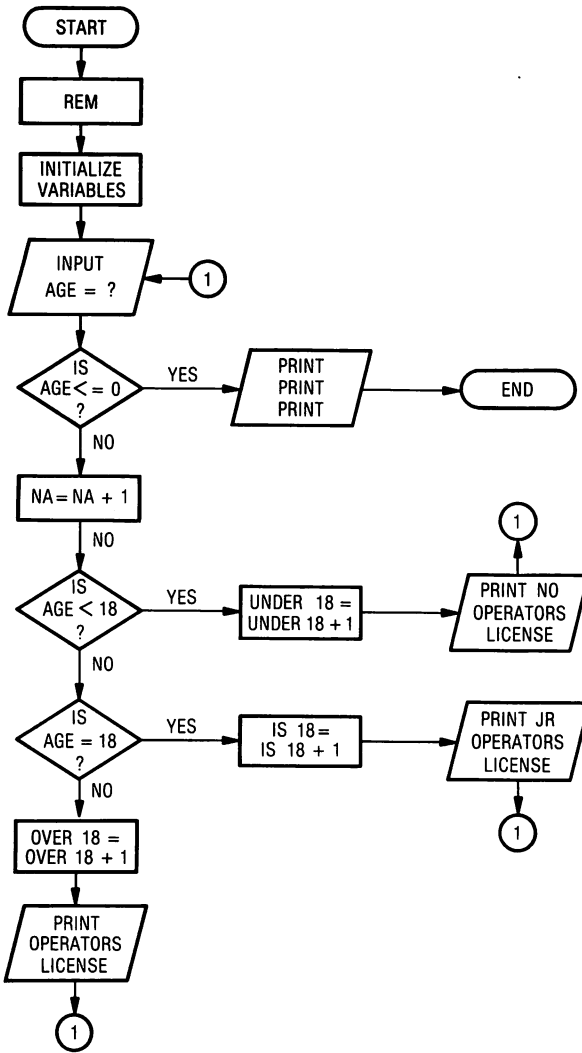 START
REM
INITIALIZE
VARIABLES
INPUT
AGE = ?
1
IS
AGE < = 0
?
YES
PRINT
PRINT
PRINT
END
NO
NA = NA + 1
NO
1
IS
AGE < 18
?
YES
UNDER 18 =
UNDER 18 + 1
PRINT NO
OPERATORS
LICENSE
NO
IS
AGE = 18
?
YES
IS 18 =
IS 18 + 1
PRINT JR
OPERATORS
LICENSE
NO
1
OVER 18 =
OVER 18 + 1
PRINT
OPERATORS
LICENSE
1